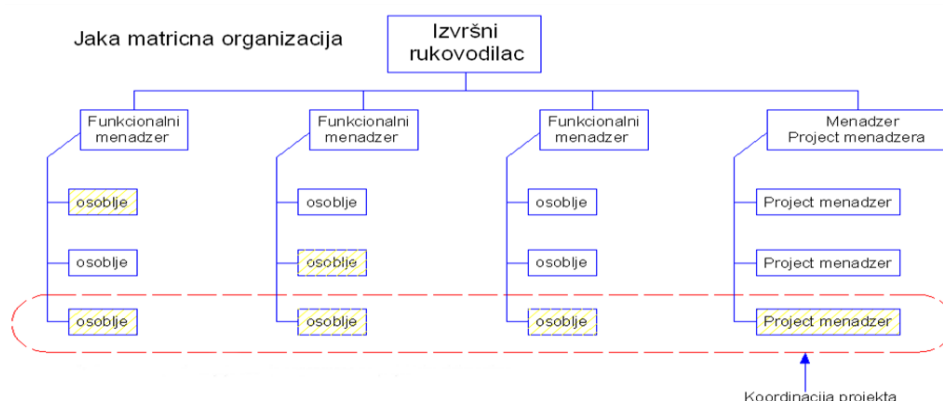 Jaka matricna organizacija
Izvršni
rukovodilac
Funkcionalni
menadzer
Funkcionalni
menadzer
Funkcionalni
menadzer
Menadzer
Project menadzera
osoblje
osoblje
osoblje
Project menadzer
osoblje
osoblje
osoblje
Project menadzer
osoblje
osoblje
osoblje
Project menadzer
Koordinacija projekta